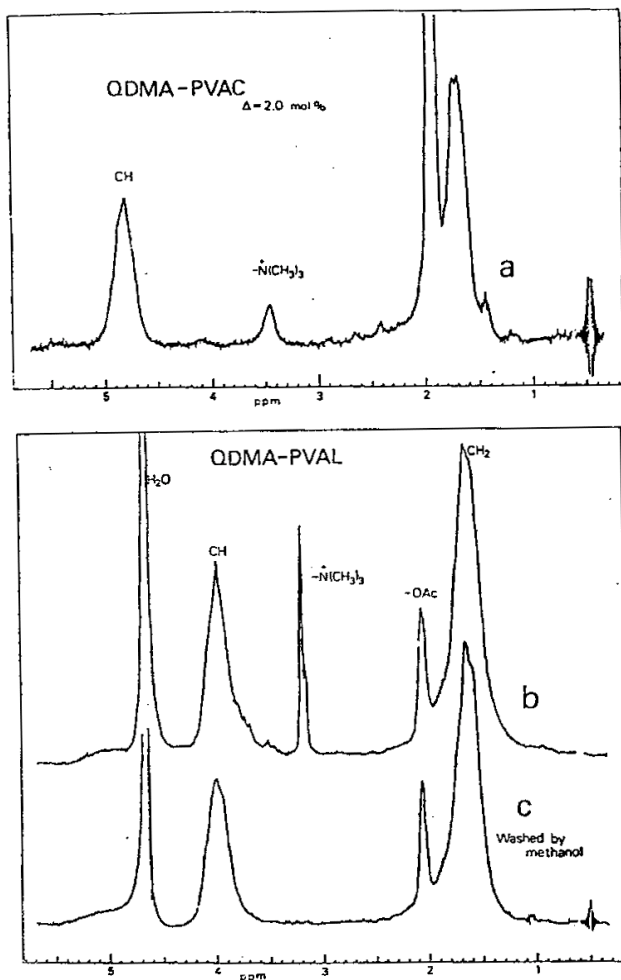 QDMA-PVAC
Δ=2.0 mol%
CH
-N⁺(CH₃)₃
a
5 4 3 2 1
ppm
QDMA-PVAL
CH₂
H₂O
CH
-N⁺(CH₃)₃
-OAc
b
c
Washed by
methanol
5 4 3 2 1
ppm